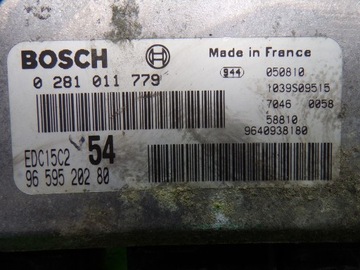 BOSCH
Made in France
0 281 011 779
944
050810
1039S09515
7046 0058
58810
9640938180
EDC15C2
54
96 595 202 80